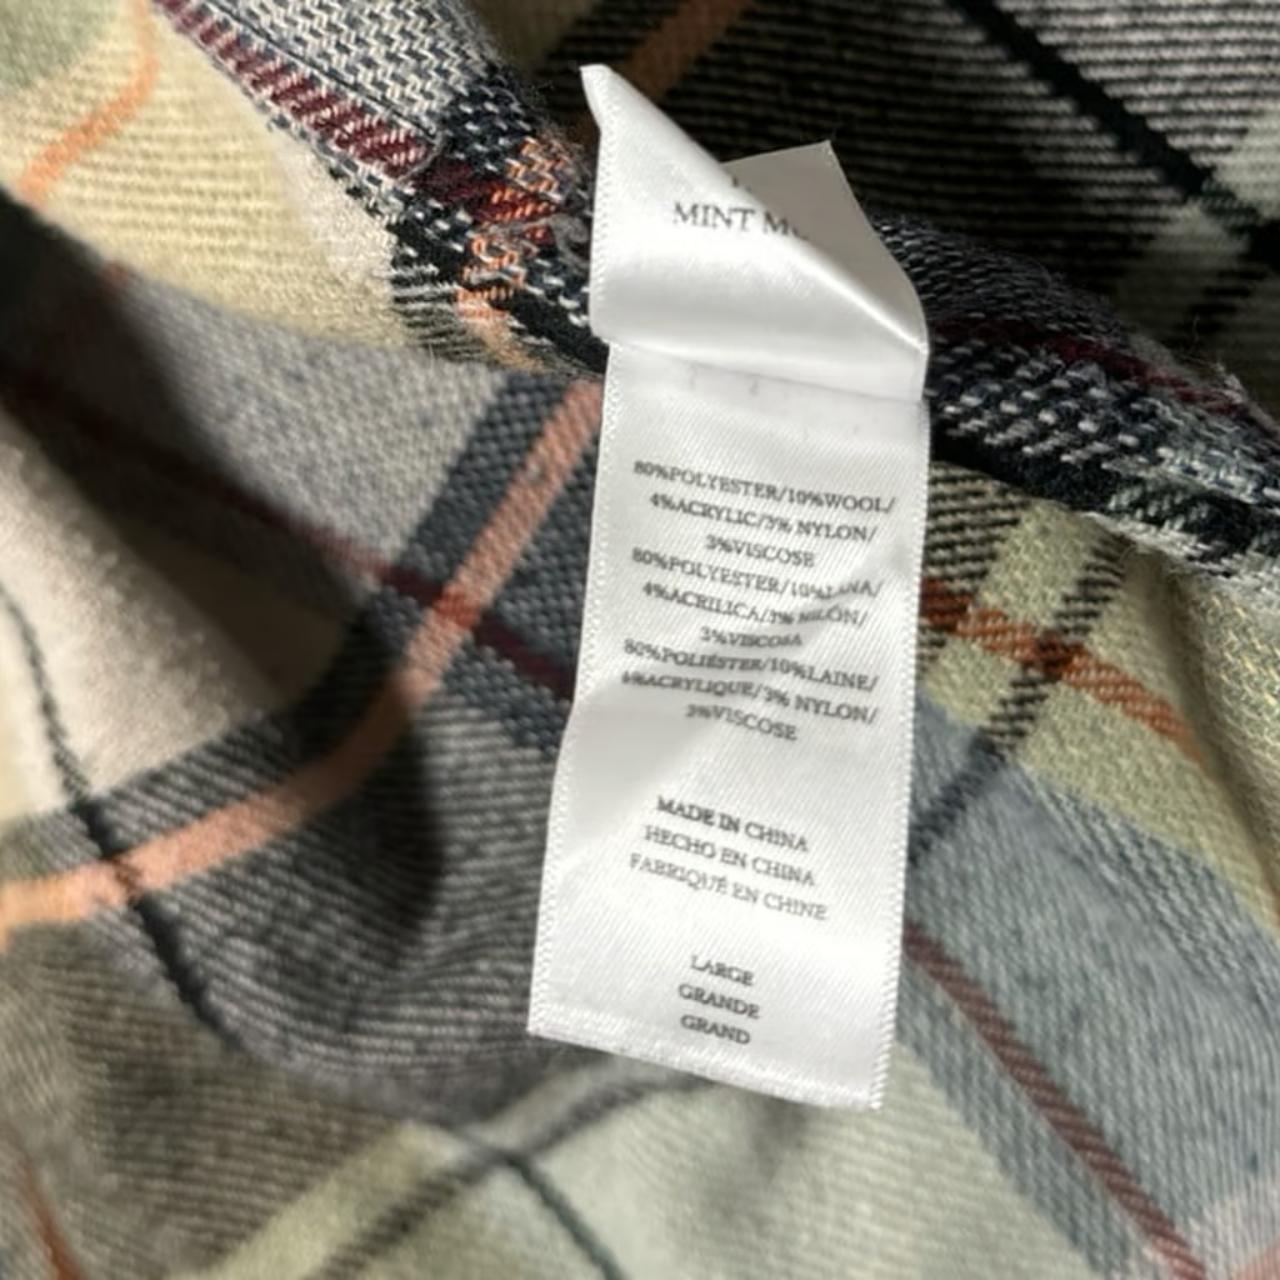 MINT
80%POLYESTER/10%WOOL/
4%ACRYLIC/3% NYLON/
3%VISCOSE
80%POLYESTER/10%LANA/
4%ACRILICA/3% NILÓN/
3%VISCOSA
80%POLIÉSTER/10%LAINE/
4%ACRYLIQUE/3% NYLON/
3%VISCOSE
MADE IN CHINA
HECHO EN CHINA
FABRIQUÉ EN CHINE
LARGE
GRANDE
GRAND